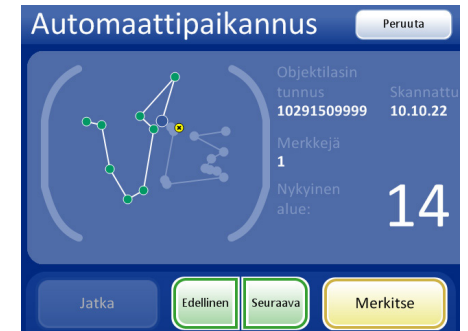 Automaattipaikannus
Peruuta
Objektilasin
tunnus
Skannattu
10291509999
10.10.22
Merkkejä
1
Nykyinen
alue:
14
Jatka
Edellinen
Seuraava
Merkitse